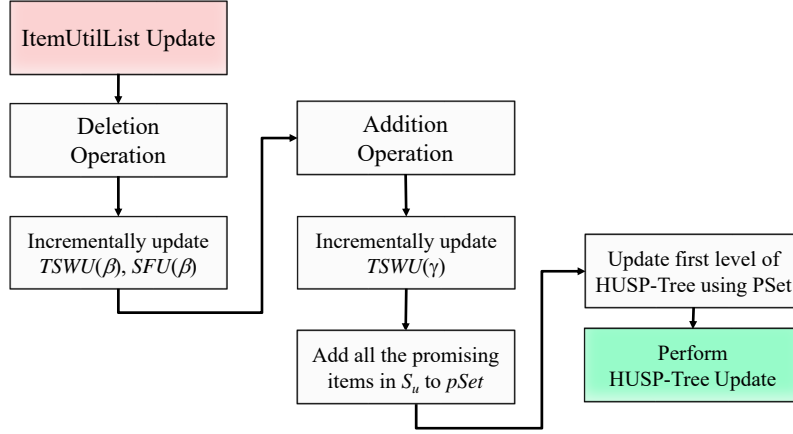 ItemUtilList Update
Deletion
Operation
Incrementally update
TSWU(β), SFU(β)
Addition
Operation
Incrementally update
TSWU(γ)
Add all the promising
items in Sᵤ to pSet
Update first level of
HUSP-Tree using PSet
Perform
HUSP-Tree Update